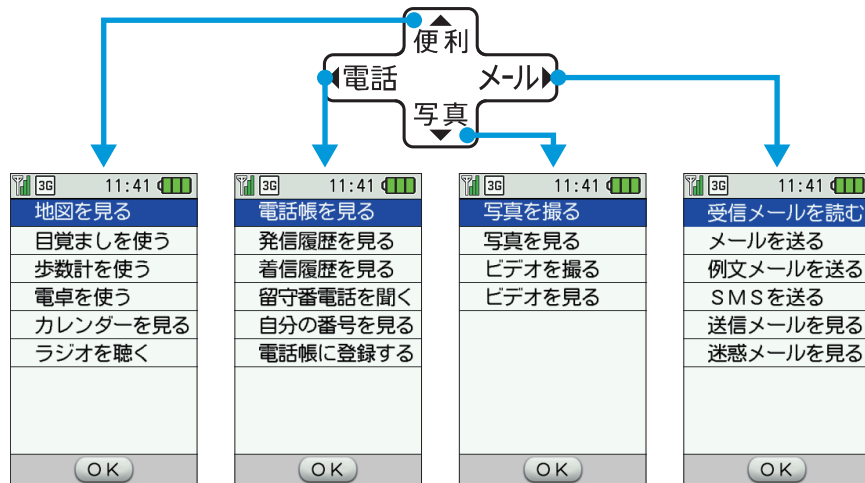 便利
電話 メール
写真
3G 11:41
地図を見る
目覚ましを使う
歩数計を使う
電卓を使う
カレンダーを見る
ラジオを聴く
OK
3G 11:41
電話帳を見る
発信履歴を見る
着信履歴を見る
留守番電話を聞く
自分の番号を見る
電話帳に登録する
OK
3G 11:41
写真を撮る
写真を見る
ビデオを撮る
ビデオを見る
OK
3G 11:41
受信メールを読む
メールを送る
例文メールを送る
SMSを送る
送信メールを見る
迷惑メールを見る
OK